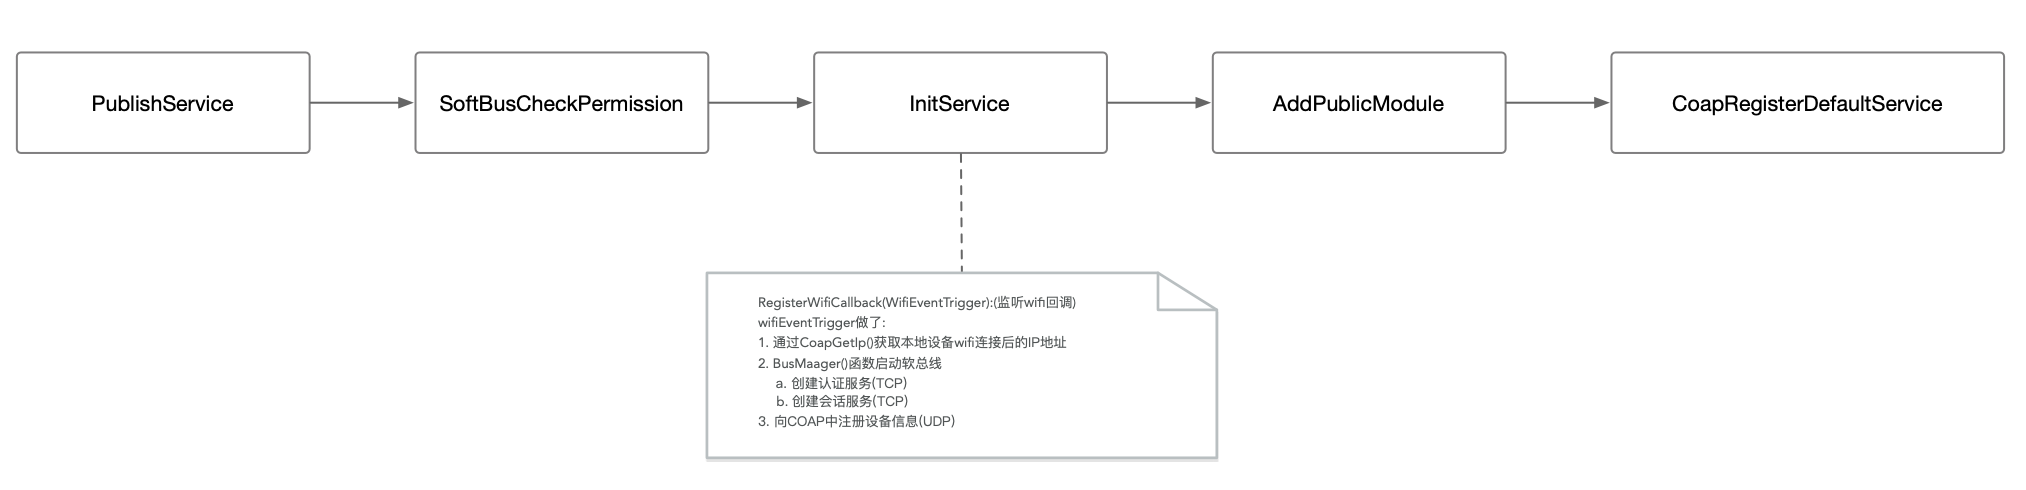 PublishService
SoftBusCheckPermission
InitService
AddPublicModule
CoapRegisterDefaultService
RegisterWifiCallback(WifiEventTrigger):(监听wifi回调)
wifiEventTrigger做了:
1. 通过CoapGetIp()获取本地设备wifi连接后的IP地址
2. BusMaager()函数启动软总线
a. 创建认证服务(TCP)
b. 创建会话服务(TCP)
3. 向COAP中注册设备信息(UDP)